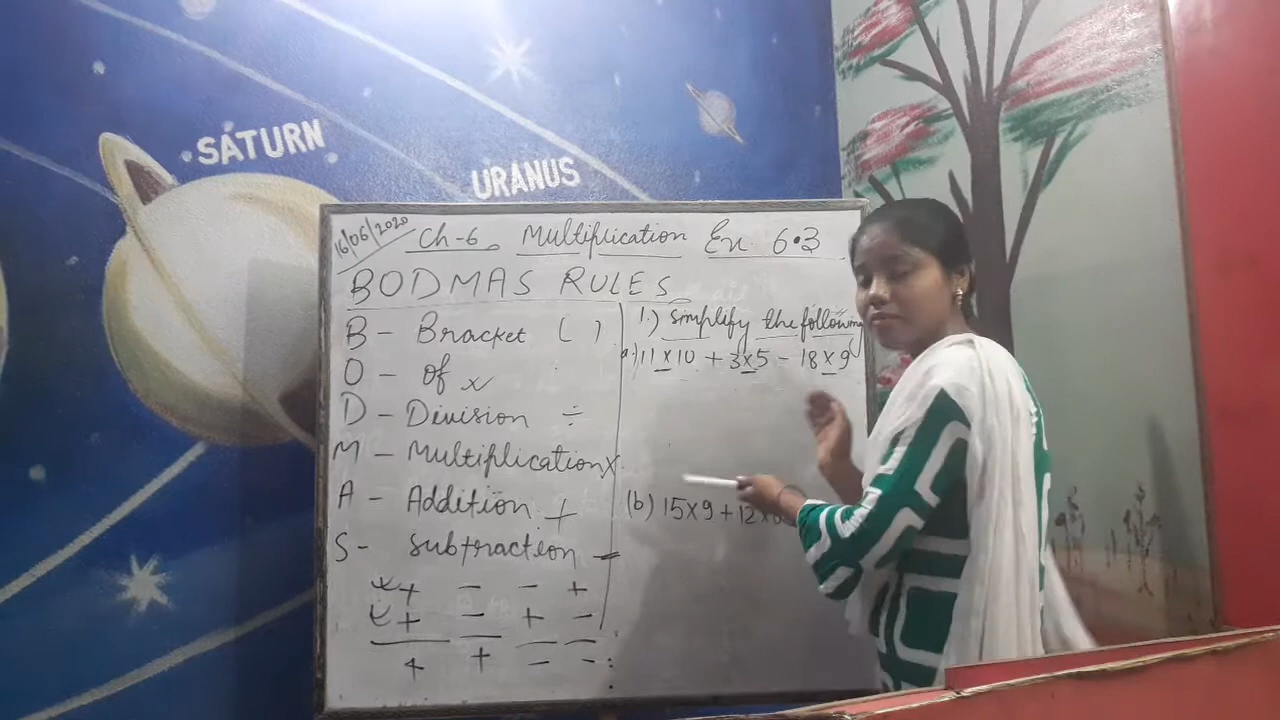 SATURN
URANUS
16/06/2020
Ch-6 Multiplication Ex. 6.3
BODMAS RULES
B - Bracket ( )
O - of x
D - Division ÷
M - Multiplication x
A - Addition +
S - Subtraction -
+ - - +
+ - + -
+ + - -
1.) Simplify the following
a.) 11 x 10 + 3 x 5 - 18 x 9
(b) 15 x 9 + 12 x